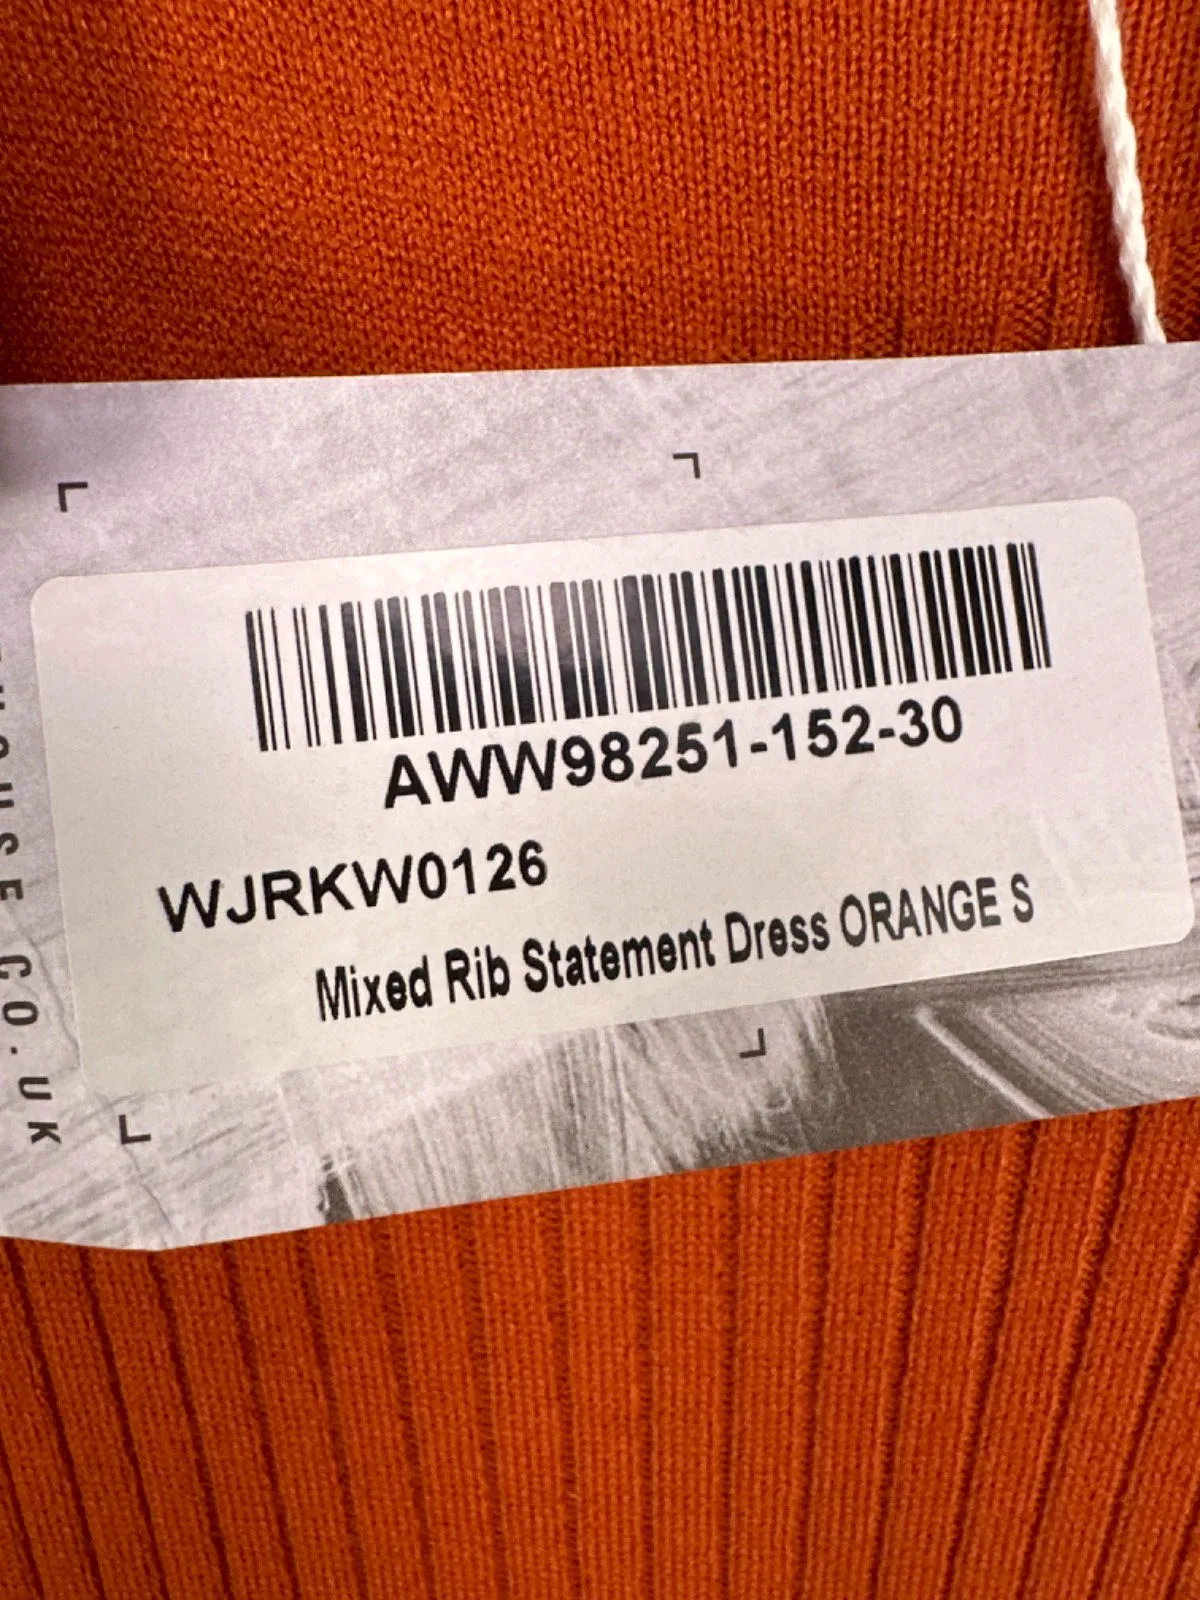 AWW98251-152-30
WJRKW0126
Mixed Rib Statement Dress ORANGE S
CO.UK